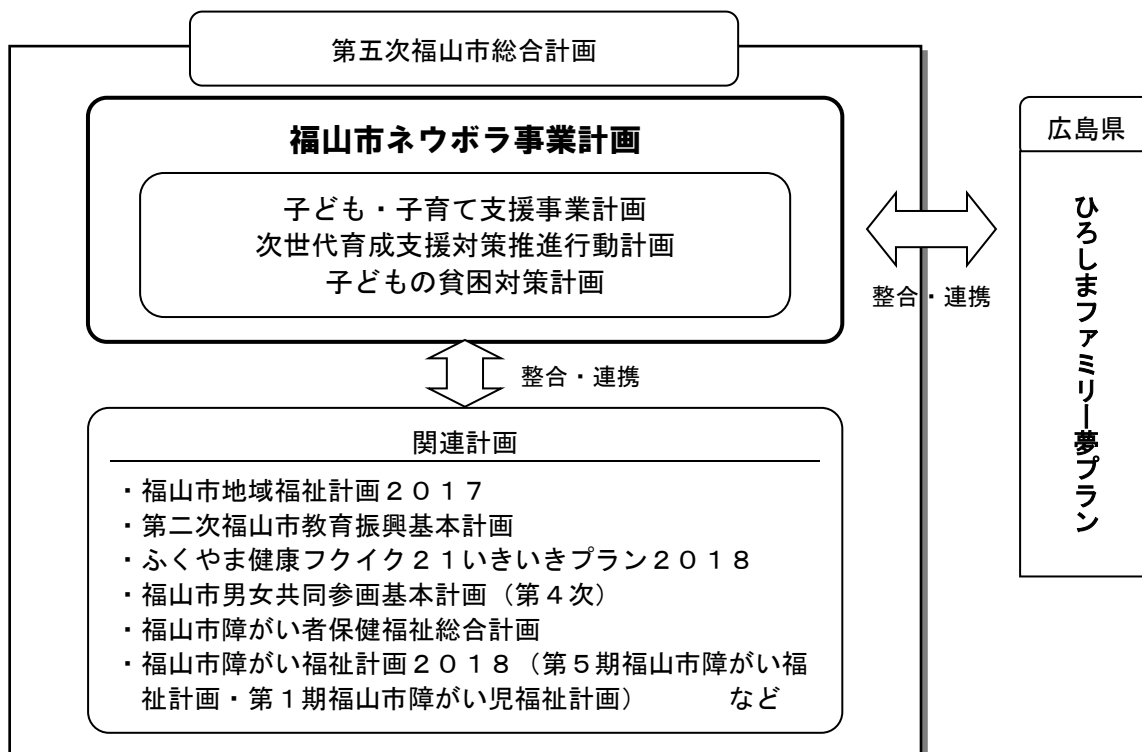 第五次福山市総合計画
福山市ネウボラ事業計画
子ども・子育て支援事業計画
次世代育成支援対策推進行動計画
子どもの貧困対策計画
整合・連携
広島県
ひろしまファミリー夢プラン
整合・連携
関連計画
・福山市地域福祉計画２０１７
・第二次福山市教育振興基本計画
・ふくやま健康フクイク２１いきいきプラン２０１８
・福山市男女共同参画基本計画（第４次）
・福山市障がい者保健福祉総合計画
・福山市障がい福祉計画２０１８（第５期福山市障がい福
祉計画・第１期福山市障がい児福祉計画）　　　など